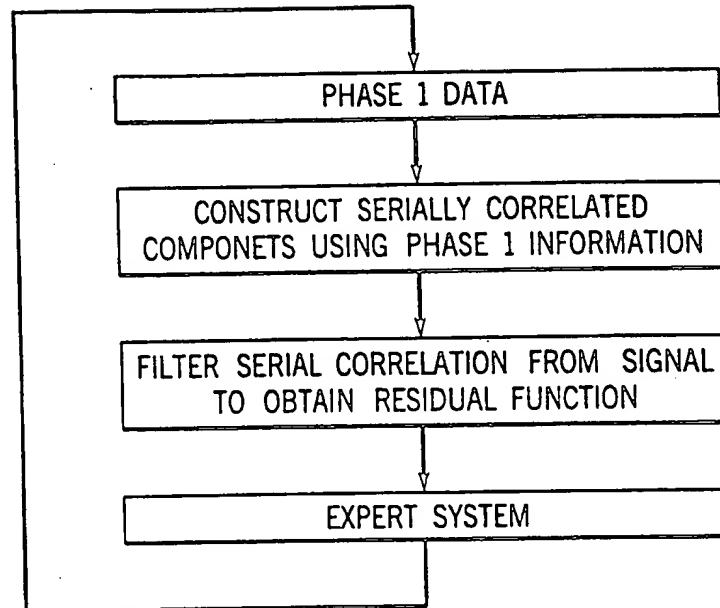 PHASE 1 DATA
CONSTRUCT SERIALLY CORRELATED
COMPONETS USING PHASE 1 INFORMATION
FILTER SERIAL CORRELATION FROM SIGNAL
TO OBTAIN RESIDUAL FUNCTION
EXPERT SYSTEM